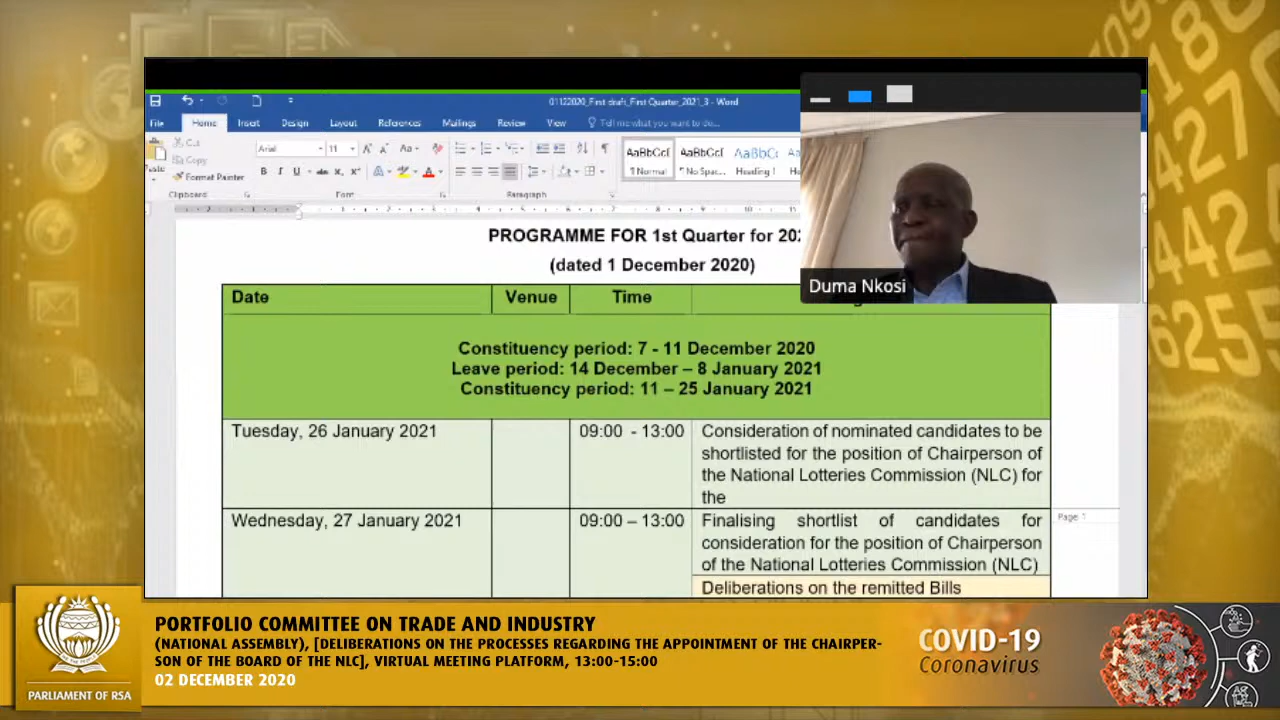 01122020_First draft_First Quarter_2021_3 - Word
File Home Insert Design Layout References Mailings Review View Tell me what you want to do...
Cut
Copy
Format Painter
Clipboard
Arial 11
Font
Paragraph
AaBbCcI AaBbCcI AaBbCc
¶ Normal ¶ No Spac... Heading 1
PROGRAMME FOR 1st Quarter for
(dated 1 December 2020)
Duma Nkosi
Date Venue Time
Constituency period: 7 - 11 December 2020
Leave period: 14 December – 8 January 2021
Constituency period: 11 – 25 January 2021
Tuesday, 26 January 2021 09:00 - 13:00 Consideration of nominated candidates to be
shortlisted for the position of Chairperson of
the National Lotteries Commission (NLC) for
the
Wednesday, 27 January 2021 09:00 – 13:00 Finalising shortlist of candidates for
consideration for the position of Chairperson
of the National Lotteries Commission (NLC)
Deliberations on the remitted Bills
Page: 1
PORTFOLIO COMMITTEE ON TRADE AND INDUSTRY
(NATIONAL ASSEMBLY), [DELIBERATIONS ON THE PROCESSES REGARDING THE APPOINTMENT OF THE CHAIRPER-
SON OF THE BOARD OF THE NLC], VIRTUAL MEETING PLATFORM, 13:00-15:00
02 DECEMBER 2020
PARLIAMENT OF RSA
COVID-19
Coronavirus